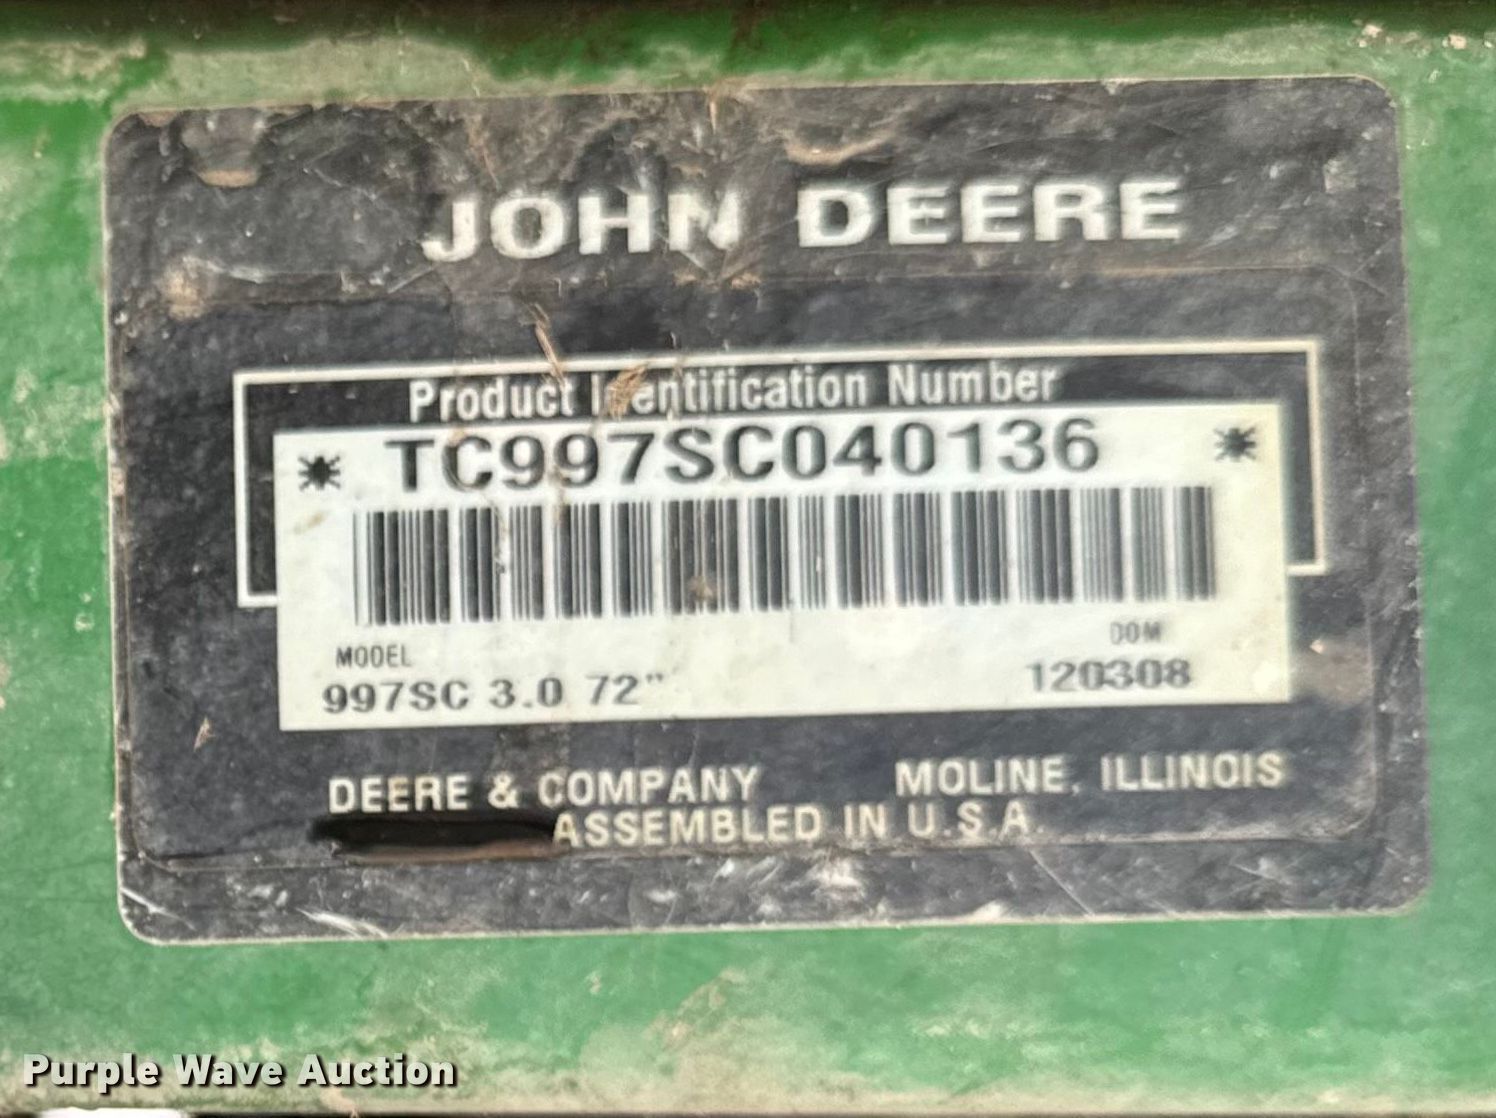 JOHN DEERE
Product Identification Number
* TC997SC040136 *
MODEL
DOM
997SC 3.0 72"
120308
DEERE & COMPANY MOLINE, ILLINOIS
ASSEMBLED IN U.S.A.
Purple Wave Auction